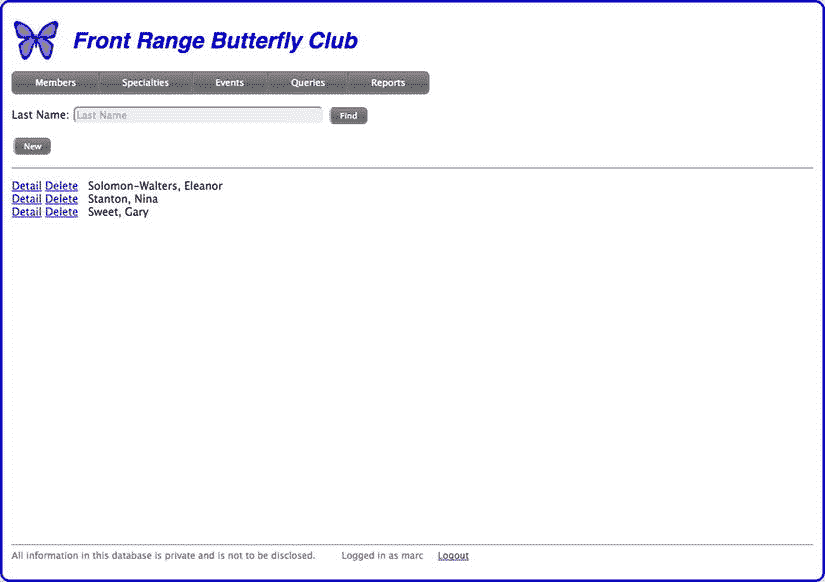 Front Range Butterfly Club
Members Specialties Events Queries Reports
Last Name: Last Name Find
New
Detail Delete Solomon-Walters, Eleanor
Detail Delete Stanton, Nina
Detail Delete Sweet, Gary
All information in this database is private and is not to be disclosed. Logged in as marc Logout